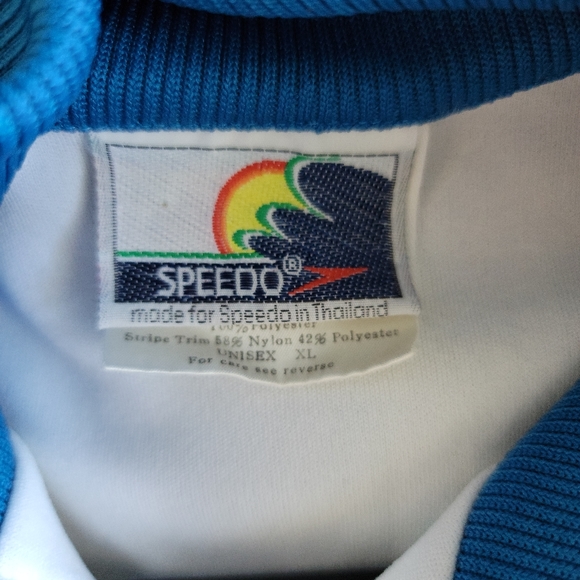 SPEEDO®
made for Speedo in Thailand
100% Polyester
Stripe Trim 58% Nylon 42% Polyester
UNISEX XL
For care see reverse